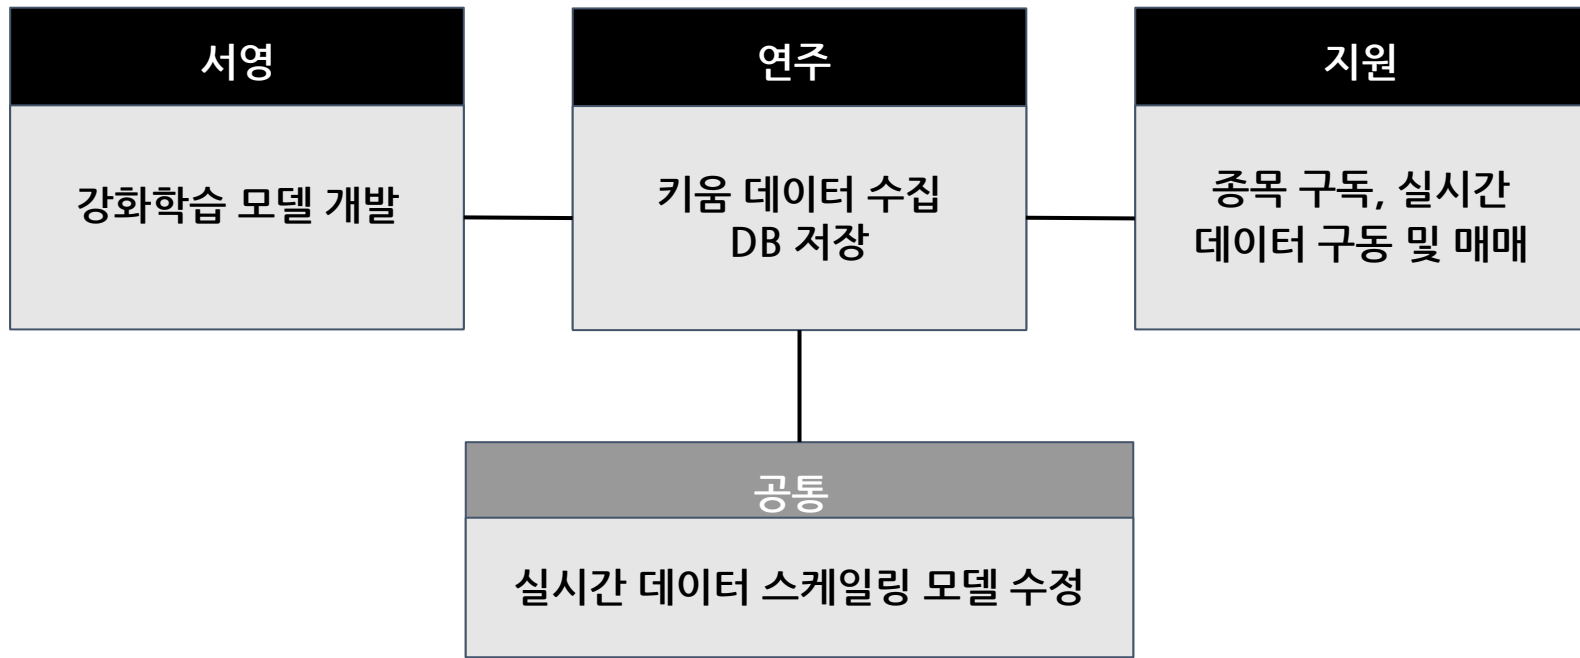 서영
강화학습 모델 개발
연주
키움 데이터 수집
DB 저장
지원
종목 구독, 실시간
데이터 구동 및 매매
공통
실시간 데이터 스케일링 모델 수정